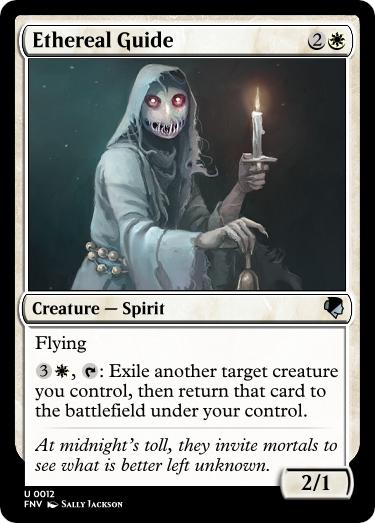 Ethereal Guide 2
Creature — Spirit
Flying
3, : Exile another target creature
you control, then return that card to
the battlefield under your control.
At midnight's toll, they invite mortals to
see what is better left unknown.
2/1
U 0012
FNV Sally Jackson